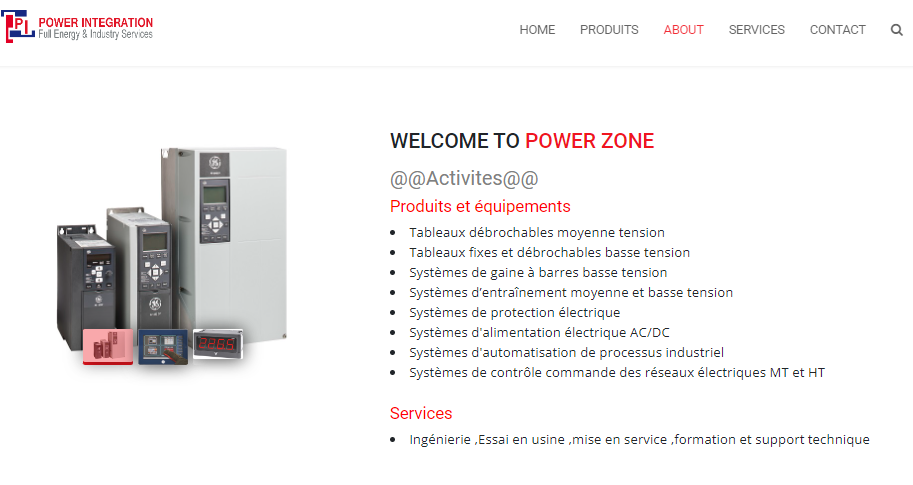 POWER INTEGRATION
Full Energy & Industry Services
HOME PRODUITS ABOUT SERVICES CONTACT
WELCOME TO POWER ZONE
@@Activites@@
Produits et équipements
Tableaux débrochables moyenne tension
Tableaux fixes et débrochables basse tension
Systèmes de gaine à barres basse tension
Systèmes d'entraînement moyenne et basse tension
Systèmes de protection électrique
Systèmes d'alimentation électrique AC/DC
Systèmes d'automatisation de processus industriel
Systèmes de contrôle commande des réseaux électriques MT et HT
Services
Ingénierie ,Essai en usine ,mise en service ,formation et support technique